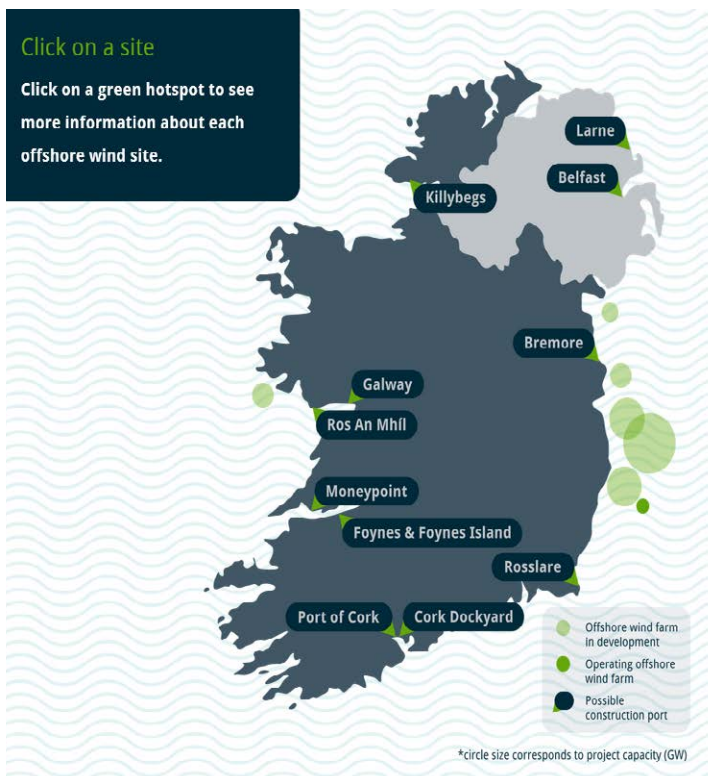 Click on a site
Click on a green hotspot to see
more information about each
offshore wind site.
Larne
Belfast
Killybegs
Bremore
Galway
Ros An Mhíl
Moneypoint
Foynes & Foynes Island
Rosslare
Port of Cork
Cork Dockyard
Offshore wind farm
in development
Operating offshore
wind farm
Possible
construction port
*circle size corresponds to project capacity (GW)